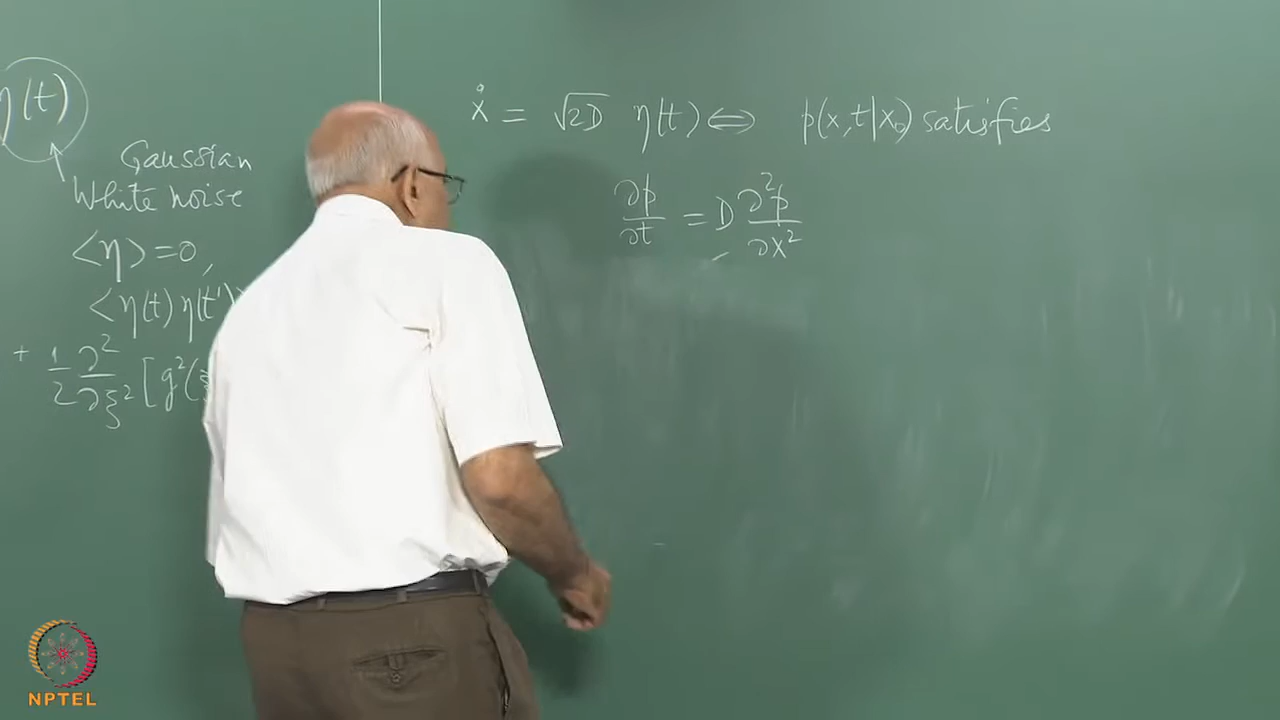 η(t)
Gaussian
White noise
⟨η⟩ = 0,
⟨η(t) η(t')
+ 1/2 ∂²/∂ξ² [g²(ξ
ẋ = √2D η(t) ⟺ p(x,t|x₀) satisfies
∂p/∂t = D ∂²p/∂x²
NPTEL